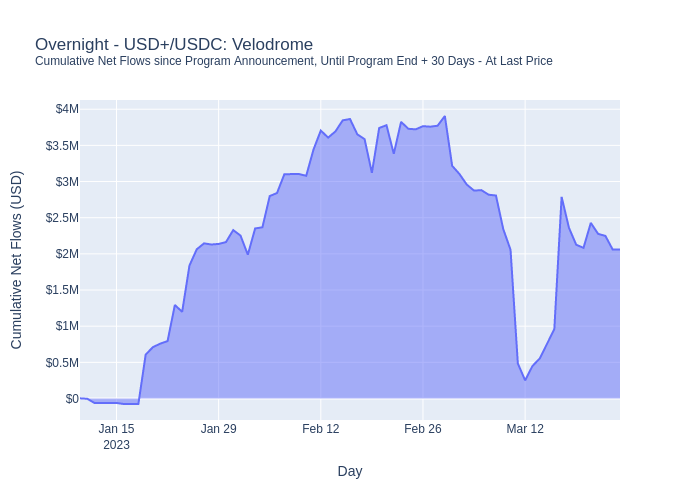 Overnight - USD+/USDC: Velodrome
Cumulative Net Flows since Program Announcement, Until Program End + 30 Days - At Last Price
$4M
$3.5M
$3M
$2.5M
$2M
$1.5M
$1M
$0.5M
$0
Cumulative Net Flows (USD)
Jan 15
2023
Jan 29
Feb 12
Feb 26
Mar 12
Day